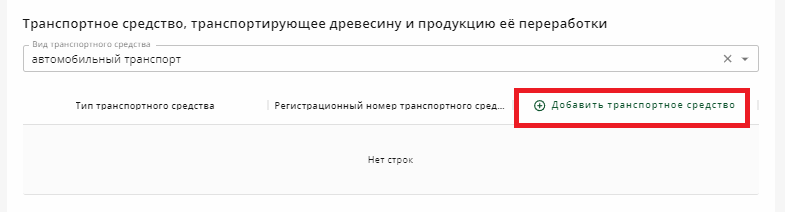 Транспортное средство, транспортирующее древесину и продукцию её переработки
Вид транспортного средства
автомобильный транспорт
Тип транспортного средства
Регистрационный номер транспортного сред...
Добавить транспортное средство
Нет строк